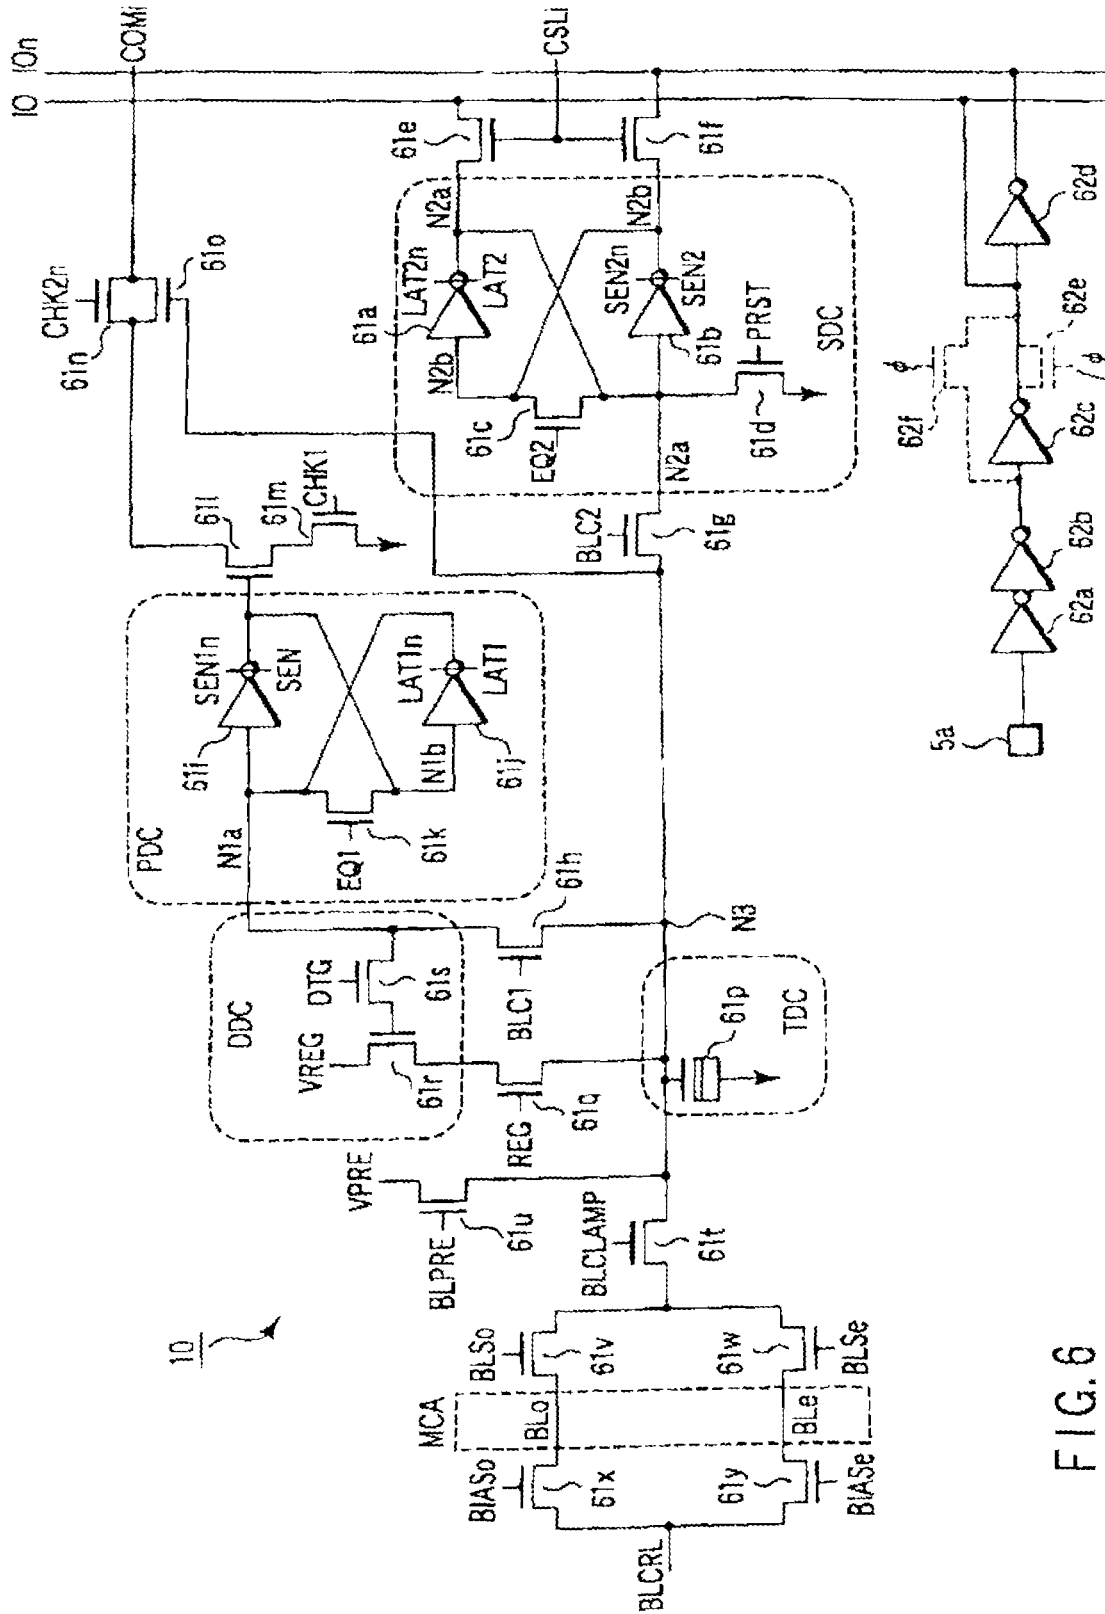 10
BLCRL
BIASo
61x
BIASe
61y
MCA
BLo
BLe
BLSo
61v
BLSe
61w
BLCLAMP
61t
VPRE
BLPRE
61u
DDC
VREG
DTG
61s
61r
REG
61q
BLC1
61h
TDC
61p
N3
PDC
N1a
EQ1
61k
61i
SEN1n
SEN
N1b
61j
LAT1n
LAT1
61l
61m
CHK1
CHK2n
61n
61o
COMi
BLC2
61g
SDC
N2a
EQ2
61c
N2b
61a
LAT2n
LAT2
N2a
61b
SEN2n
SEN2
N2b
61d
PRST
61e
61f
CSLi
IO
IOn
5a
62a
62b
62c
62f
φ
62e
/φ
62d
FIG.6